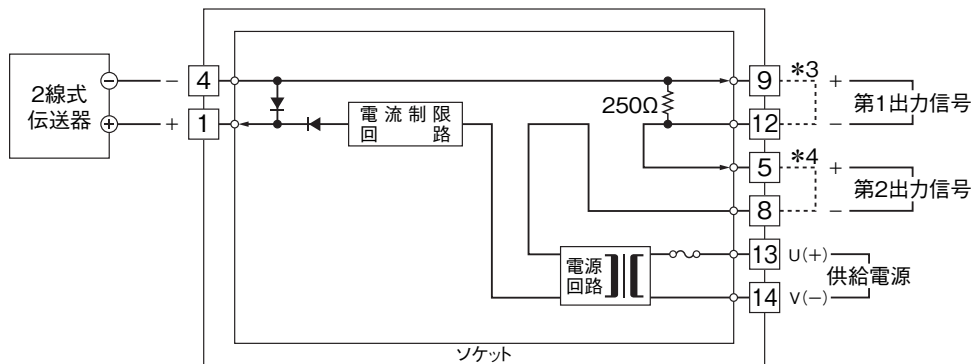 2線式
伝送器
−
+
−
+
4
1
電流制限
回路
250Ω
電源
回路
9
12
5
8
13
14
*3
+
−
第1出力信号
*4
+
−
第2出力信号
U(+)
V(−)
供給電源
ソケット